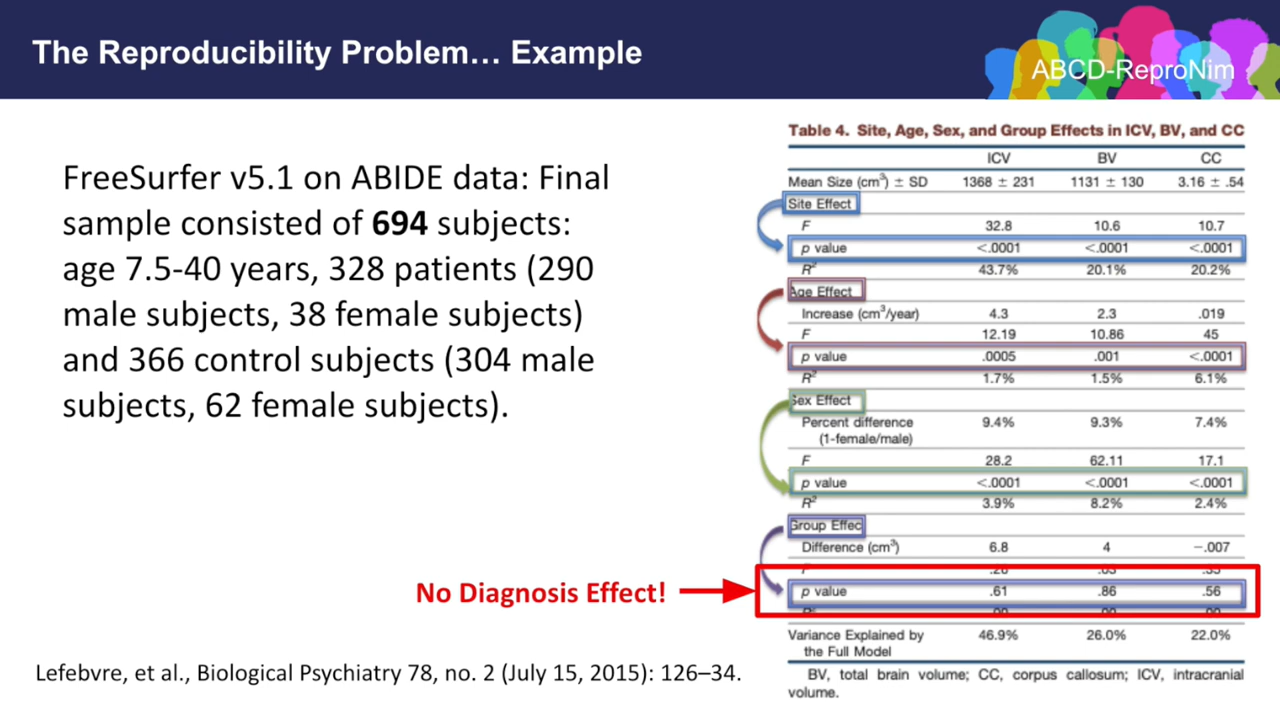 The Reproducibility Problem… Example
ABCD-ReproNim
FreeSurfer v5.1 on ABIDE data: Final
sample consisted of 694 subjects:
age 7.5-40 years, 328 patients (290
male subjects, 38 female subjects)
and 366 control subjects (304 male
subjects, 62 female subjects).
No Diagnosis Effect!
Lefebvre, et al., Biological Psychiatry 78, no. 2 (July 15, 2015): 126–34.
Table 4. Site, Age, Sex, and Group Effects in ICV, BV, and CC
ICV BV CC
Mean Size (cm³) ± SD 1368 ± 231 1131 ± 130 3.16 ± .54
Site Effect
F 32.8 10.6 10.7
p value <.0001 <.0001 <.0001
R² 43.7% 20.1% 20.2%
Age Effect
Increase (cm³/year) 4.3 2.3 .019
F 12.19 10.86 45
p value .0005 .001 <.0001
R² 1.7% 1.5% 6.1%
Sex Effect
Percent difference 9.4% 9.3% 7.4%
(1-female/male)
F 28.2 62.11 17.1
p value <.0001 <.0001 <.0001
R² 3.9% 8.2% 2.4%
Group Effec
Difference (cm³) 6.8 4 −.007
p value .61 .86 .56
Variance Explained by 46.9% 26.0% 22.0%
the Full Model
BV, total brain volume; CC, corpus callosum; ICV, intracranial
volume.